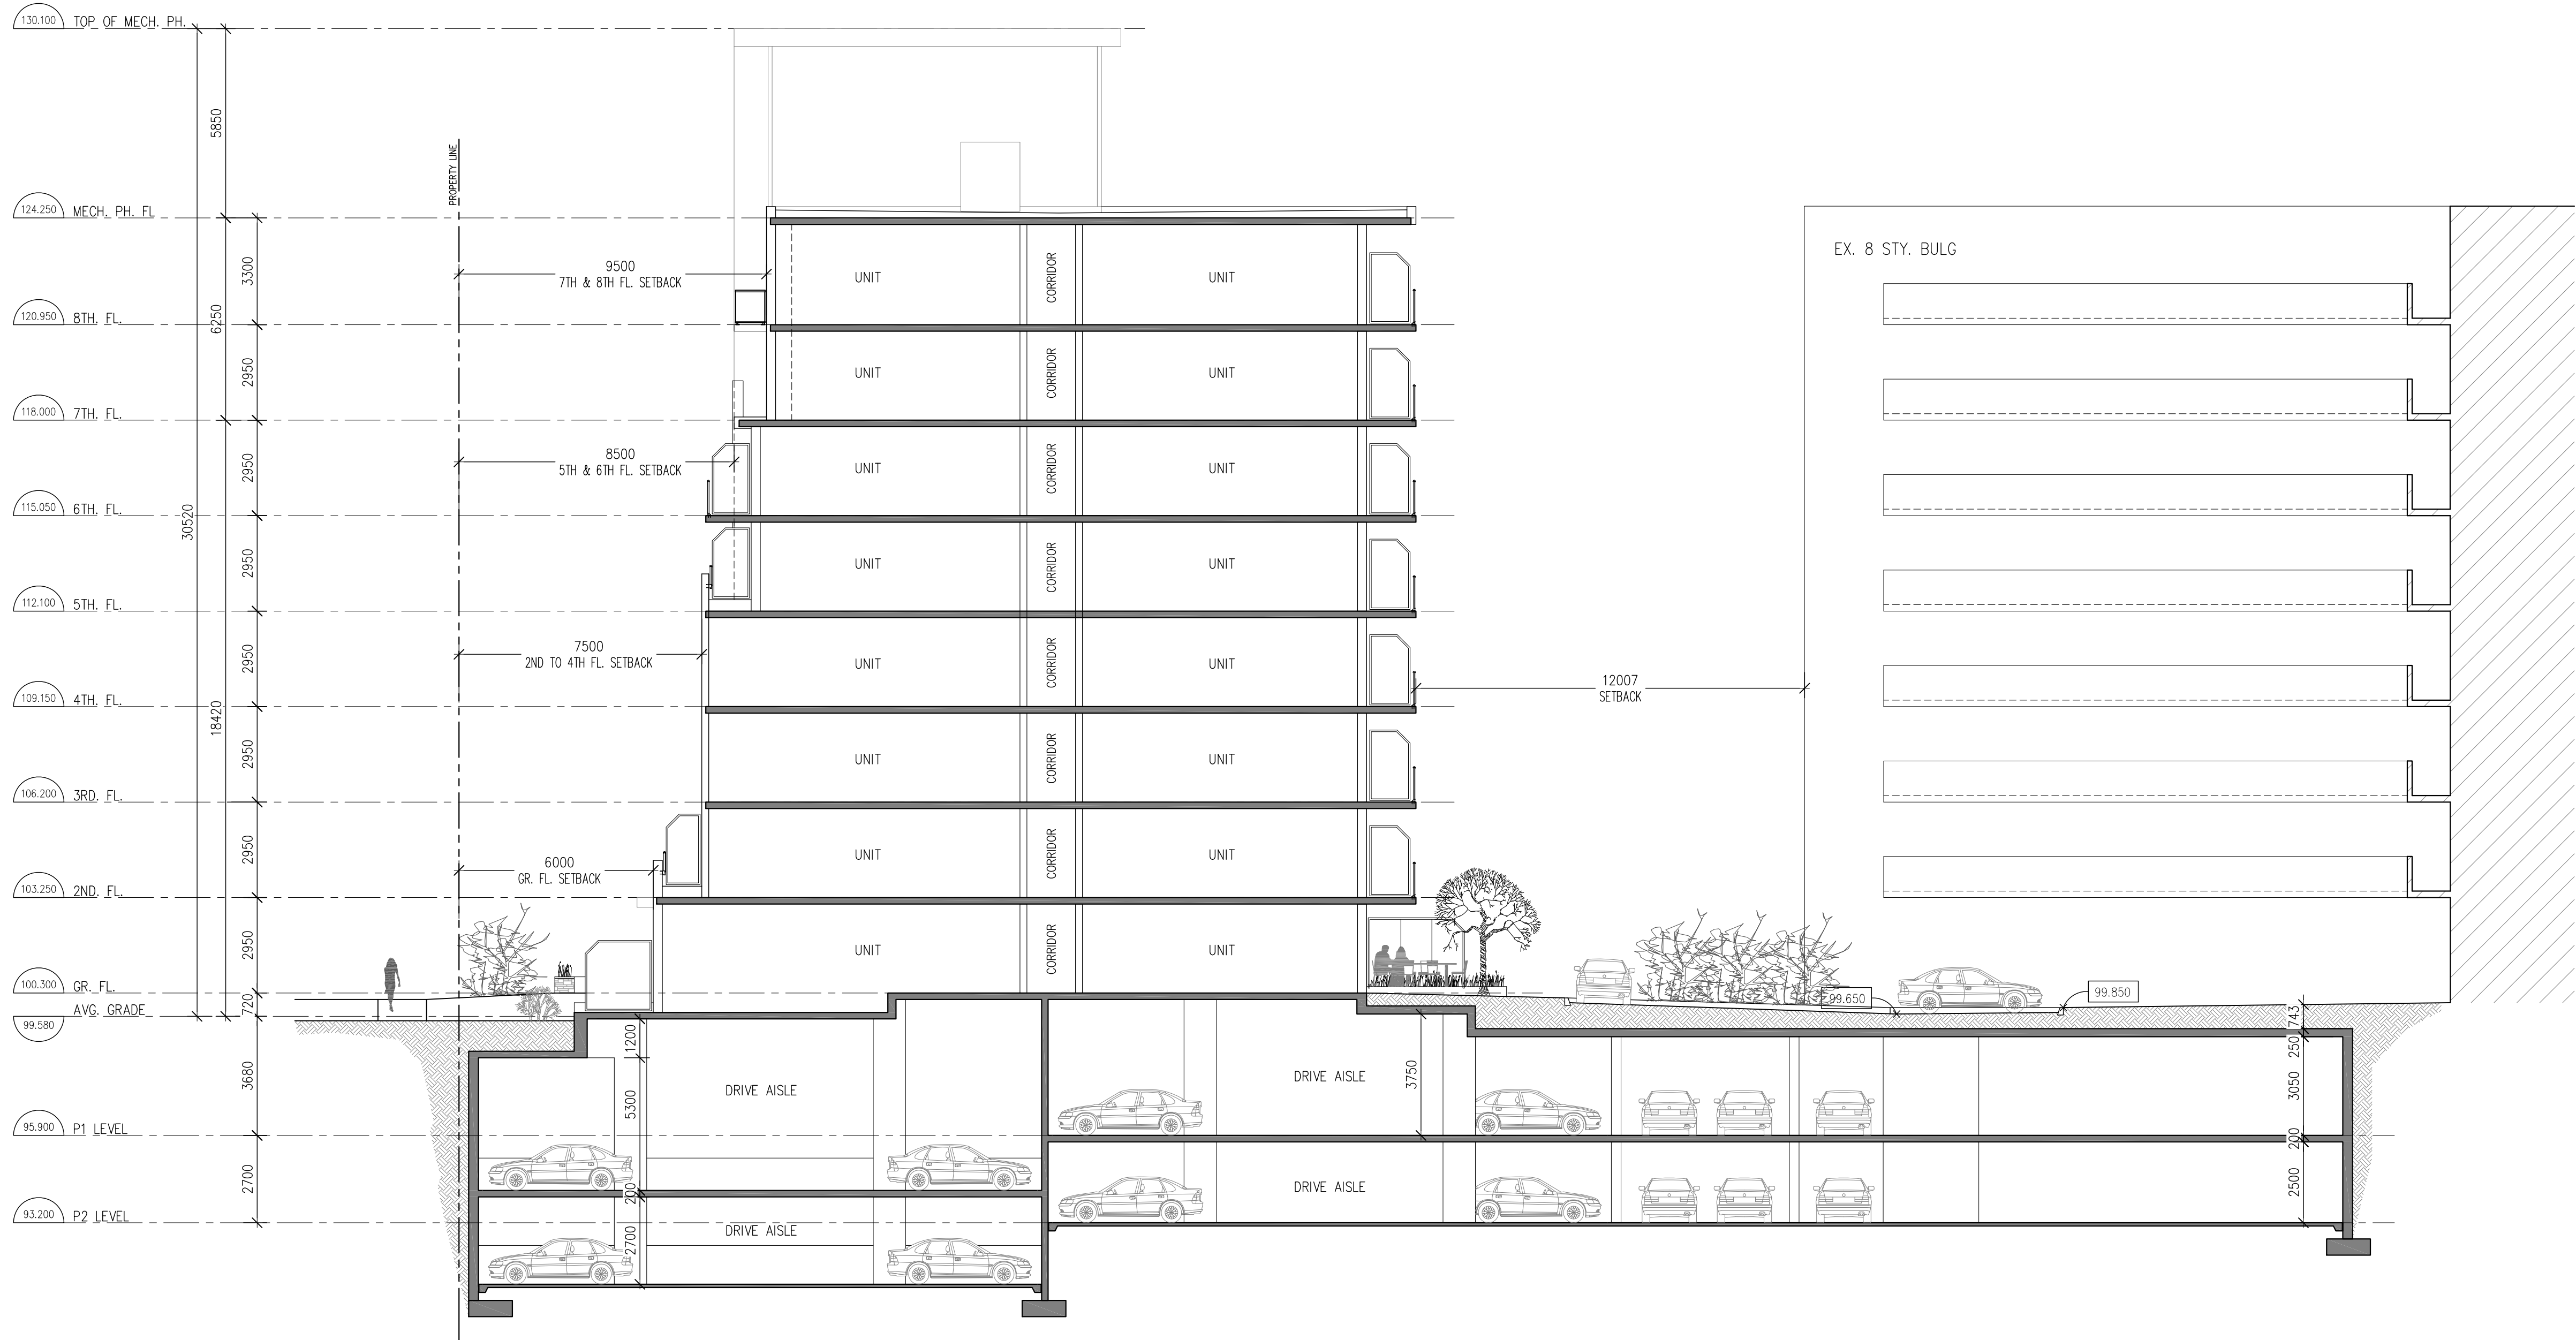 130.100 TOP OF MECH. PH.
5850
PROPERTY LINE
124.250 MECH. PH. FL
EX. 8 STY. BULG
3300
9500
7TH & 8TH FL. SETBACK
UNIT CORRIDOR UNIT
6250
120.950 8TH. FL.
2950
UNIT CORRIDOR UNIT
118.000 7TH. FL.
2950
8500
5TH & 6TH FL. SETBACK
UNIT CORRIDOR UNIT
115.050 6TH. FL.
30520
2950
UNIT CORRIDOR UNIT
112.100 5TH. FL.
2950
7500
2ND TO 4TH FL. SETBACK
UNIT CORRIDOR UNIT
12007
SETBACK
109.150 4TH. FL.
18420
2950
UNIT CORRIDOR UNIT
106.200 3RD. FL.
2950
6000
GR. FL. SETBACK
UNIT CORRIDOR UNIT
103.250 2ND. FL.
2950
UNIT CORRIDOR UNIT
100.300 GR. FL.
720
99.650
99.850
AVG. GRADE
99.580
743
1200
250
3680
5300
DRIVE AISLE
DRIVE AISLE
3750
3050
95.900 P1 LEVEL
200
2700
200
DRIVE AISLE
2500
93.200 P2 LEVEL
DRIVE AISLE
2700